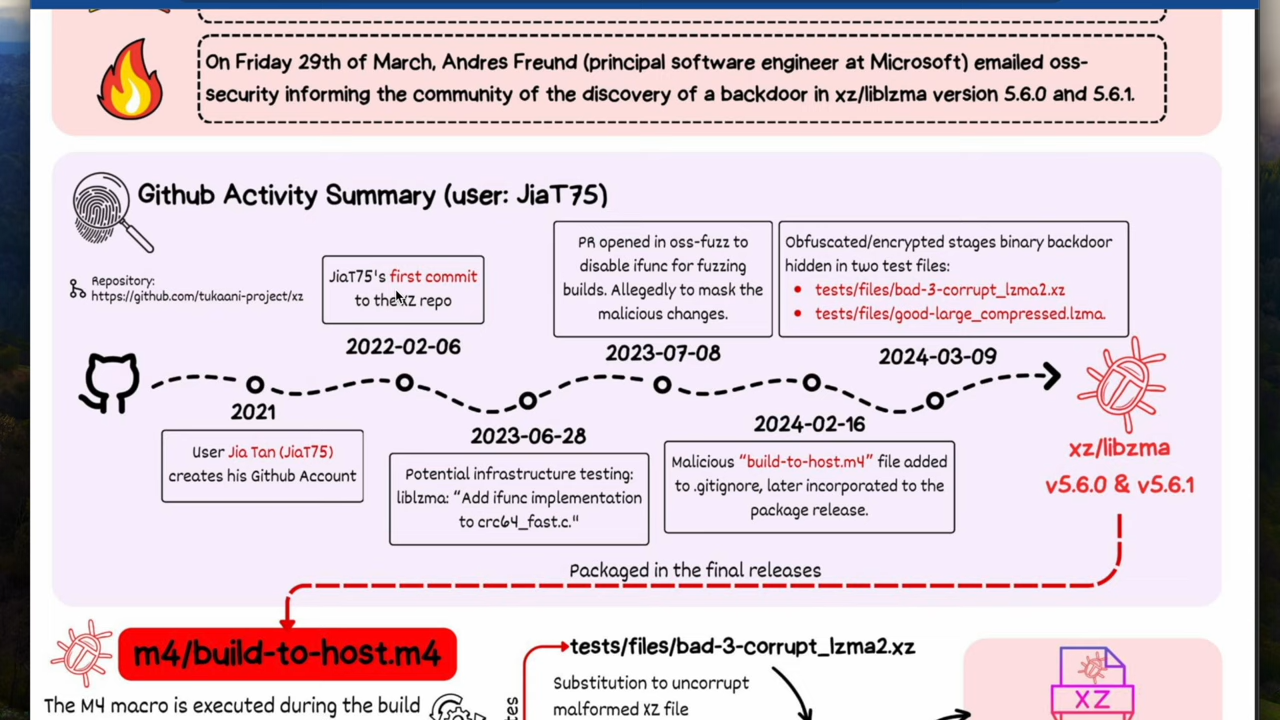 On Friday 29th of March, Andres Freund (principal software engineer at Microsoft) emailed oss-
security informing the community of the discovery of a backdoor in xz/liblzma version 5.6.0 and 5.6.1.
Github Activity Summary (user: JiaT75)
Repository:
https://github.com/tukaani-project/xz
JiaT75's first commit
to the XZ repo
2022-02-06
PR opened in oss-fuzz to
disable ifunc for fuzzing
builds. Allegedly to mask the
malicious changes.
2023-07-08
Obfuscated/encrypted stages binary backdoor
hidden in two test files:
tests/files/bad-3-corrupt_lzma2.xz
tests/files/good-large_compressed.lzma.
2024-03-09
2021
User Jia Tan (JiaT75)
creates his Github Account
2023-06-28
Potential infrastructure testing:
liblzma: “Add ifunc implementation
to crc64_fast.c."
2024-02-16
Malicious “build-to-host.m4” file added
to .gitignore, later incorporated to the
package release.
xz/libzma
v5.6.0 & v5.6.1
Packaged in the final releases
m4/build-to-host.m4
The M4 macro is executed during the build
tests/files/bad-3-corrupt_lzma2.xz
Substitution to uncorrupt
malformed XZ file
XZ